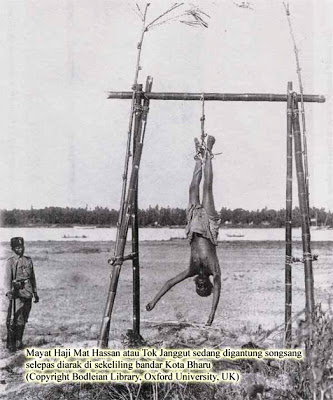 Mayat Haji Mat Hassan atau Tok Janggut sedang digantung songsang
selepas diarak di sekeliling bandar Kota Bharu
(Copyright Bodleian Library, Oxford University, UK)